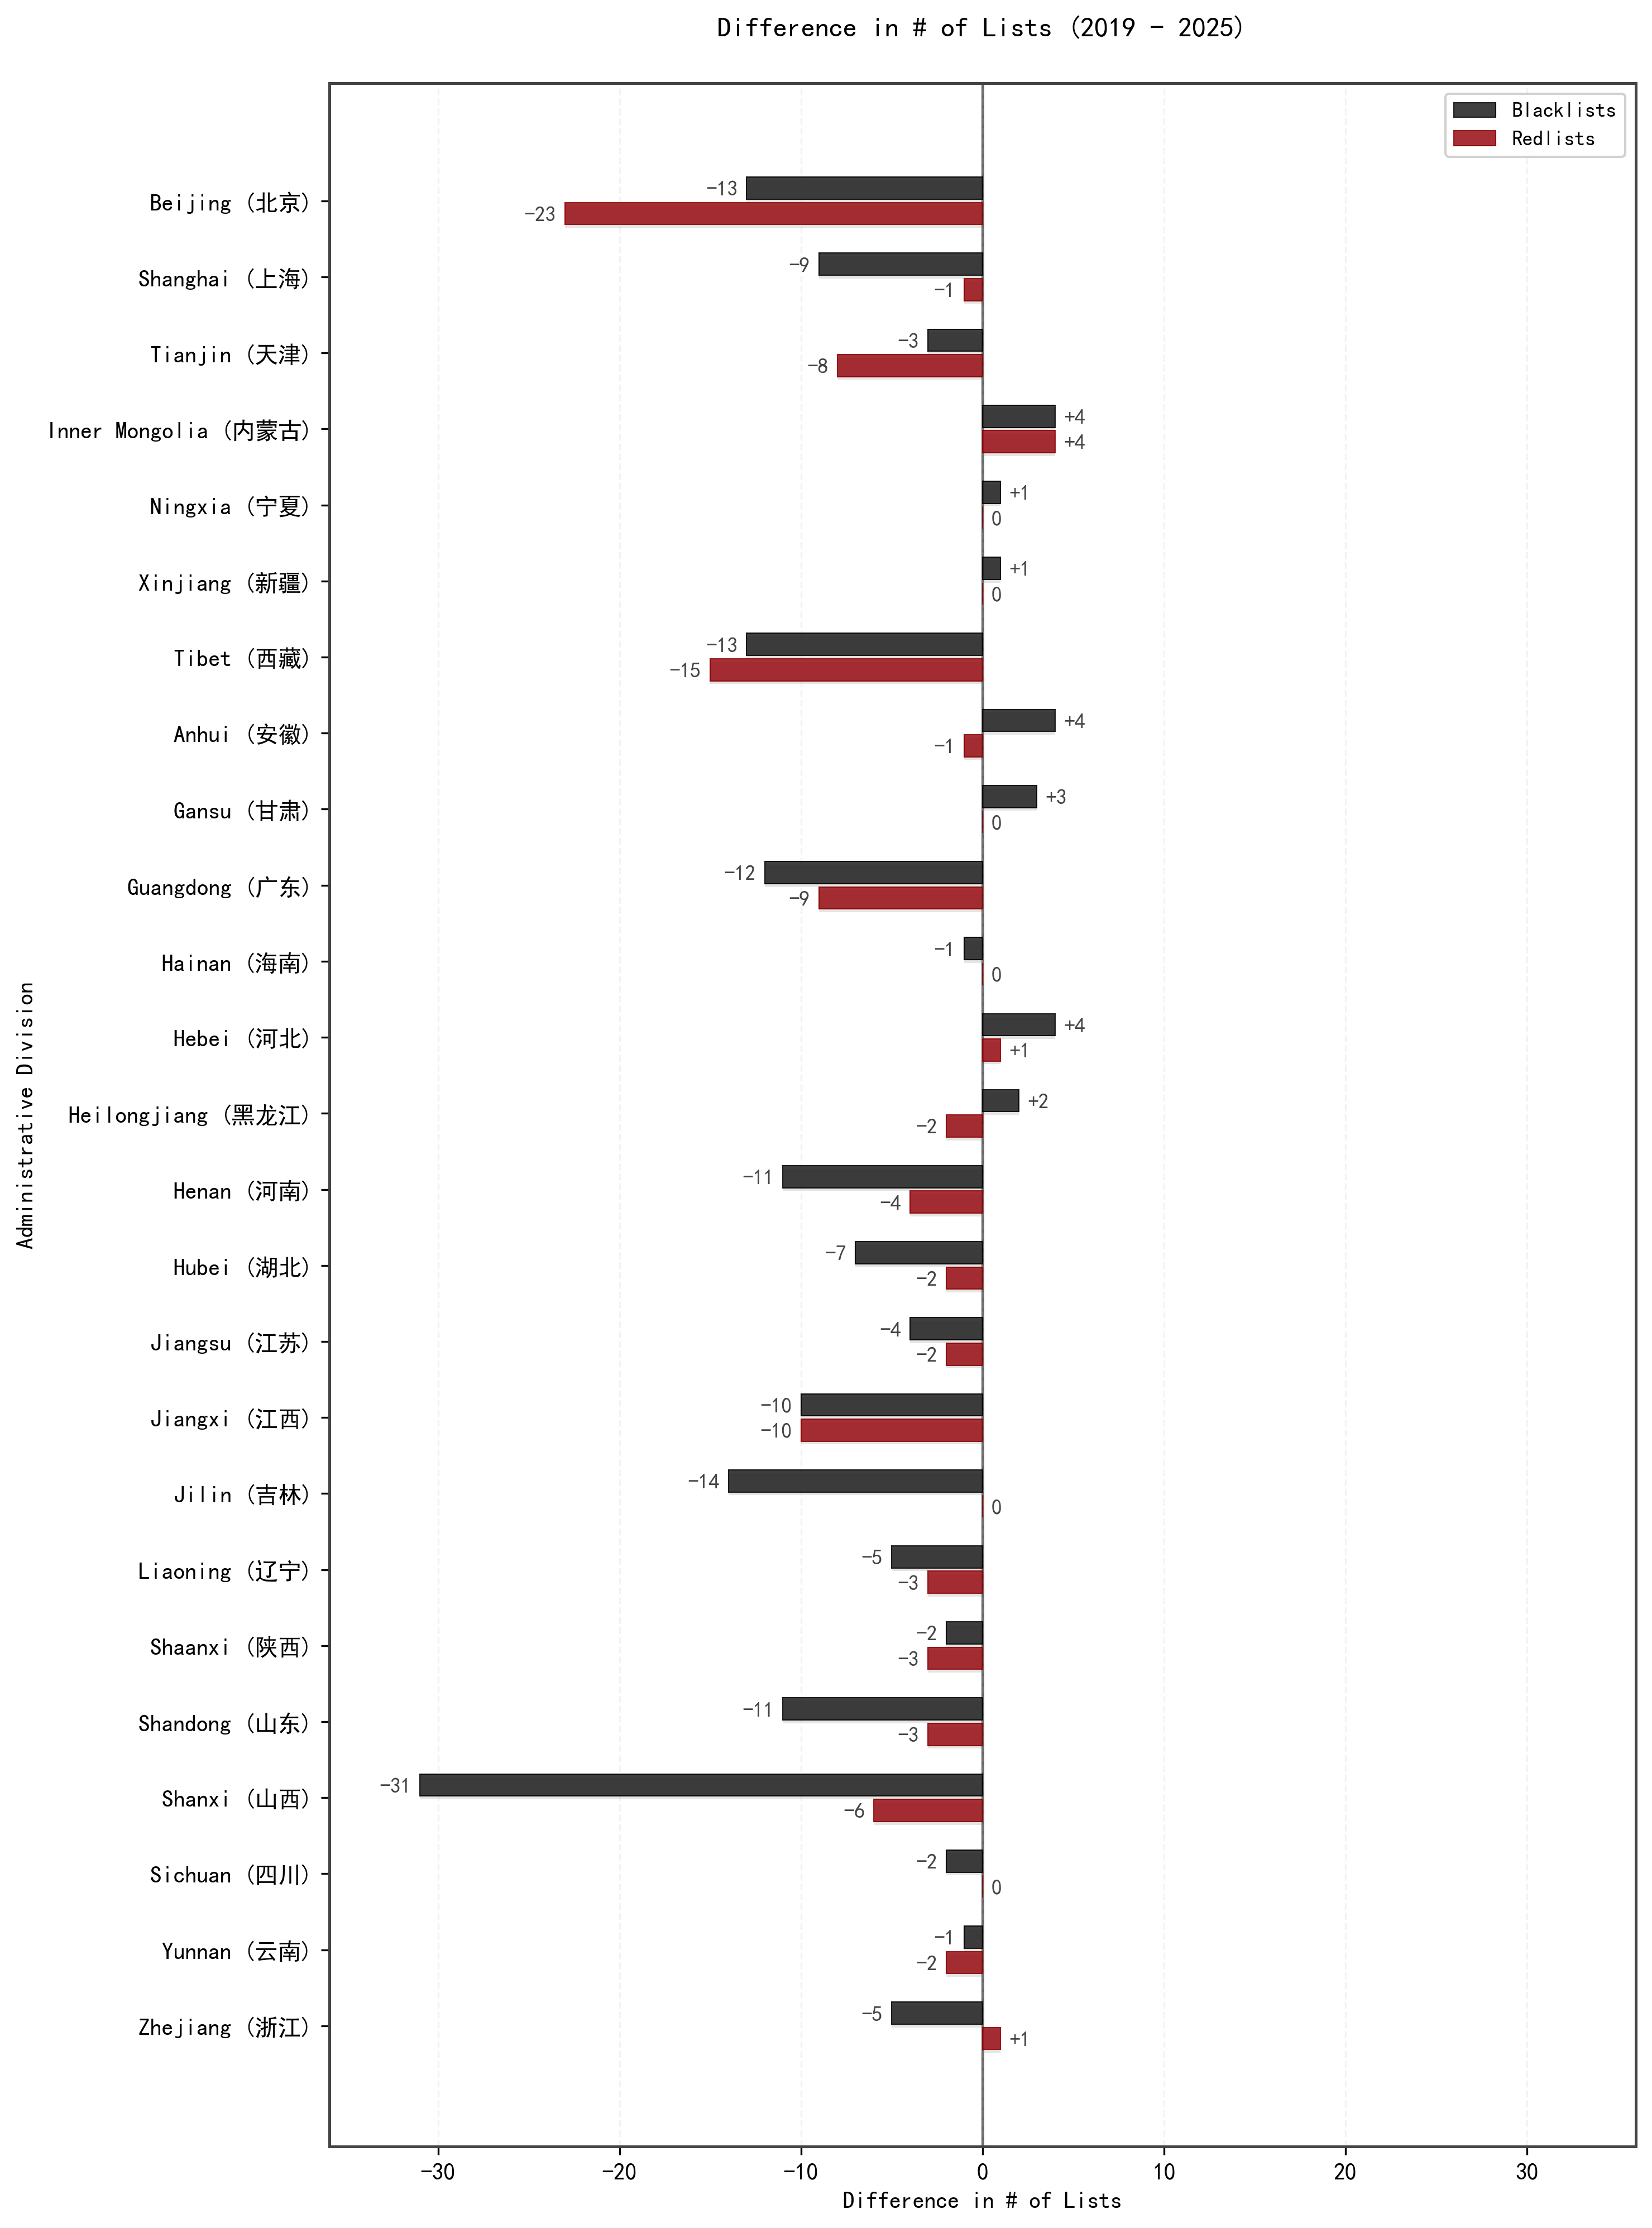 Difference in # of Lists (2019 - 2025)
Blacklists
Redlists
Administrative Division
Beijing (北京)
−13
−23
Shanghai (上海)
−9
−1
Tianjin (天津)
−3
−8
Inner Mongolia (内蒙古)
+4
+4
Ningxia (宁夏)
+1
0
Xinjiang (新疆)
+1
0
Tibet (西藏)
−13
−15
Anhui (安徽)
+4
−1
Gansu (甘肃)
+3
0
Guangdong (广东)
−12
−9
Hainan (海南)
−1
0
Hebei (河北)
+4
+1
Heilongjiang (黑龙江)
+2
−2
Henan (河南)
−11
−4
Hubei (湖北)
−7
−2
Jiangsu (江苏)
−4
−2
Jiangxi (江西)
−10
−10
Jilin (吉林)
−14
0
Liaoning (辽宁)
−5
−3
Shaanxi (陕西)
−2
−3
Shandong (山东)
−11
−3
Shanxi (山西)
−31
−6
Sichuan (四川)
−2
0
Yunnan (云南)
−1
−2
Zhejiang (浙江)
−5
+1
−30 −20 −10 0 10 20 30
Difference in # of Lists